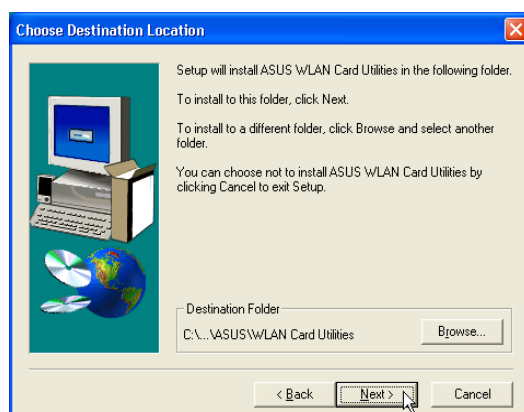 Choose Destination Location
Setup will install ASUS WLAN Card Utilities in the following folder.
To install to this folder, click Next.
To install to a different folder, click Browse and select another
folder.
You can choose not to install ASUS WLAN Card Utilities by
clicking Cancel to exit Setup.
Destination Folder
C:\...\ASUS\WLAN Card Utilities
Browse...
< Back
Next >
Cancel